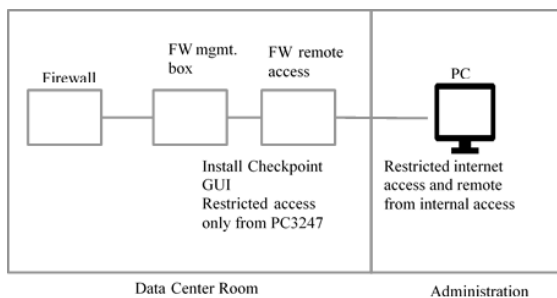 FW mgmt.
box
FW remote
access
Firewall
PC
Install Checkpoint
GUI
Restricted access
only from PC3247
Restricted internet
access and remote
from internal access
Data Center Room
Administration